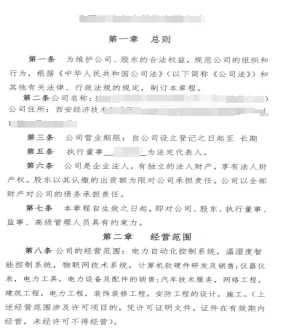 第一章 总则
第一条 为维护公司、股东的合法权益，规范公司的组织和
行为，根据《中华人民共和国公司法》（以下简称《公司法》）和
其他有关法律、行政法规的规定，制订本章程。
第二条公司名称：
公司住所：西安经济技术
第三条 公司营业期限：自公司设立登记之日起至 长期
第五条 执行董事 为法定代表人。
第六条 公司是企业法人，有独立的法人财产，享有法人财
产权。股东以其认缴的出资额为限对公司承担责任。公司以全部
财产对公司的债务承担责任。
第七条 本章程自生效之日起，即对公司、股东、执行董事、
监事、高级管理人员具有约束力。
第二章 经营范围
第八条 公司的经营范围：电力自动化控制系统，温湿度智
能控制系统，物联网技术系统，计算机软硬件研发及销售;仪器仪
表，电力工具，电力设备及配件的销售;汽车技术服务，网络工程，
建筑工程，电力工程，装饰装修工程，安防工程的设计，施工。（上
述经营范围涉及许可项目的，凭许可证明文件，证件在有效期内
经营，未经许可不得经营）。